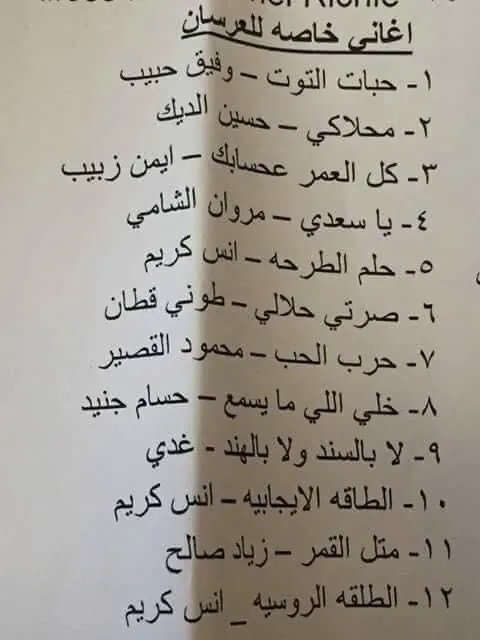 اغاني خاصه للعرسان
١- حبات التوت – وفيق حبيب
٢- محلاكي – حسين الديك
٣- كل العمر عحسابك – ايمن زبيب
٤- يا سعدي – مروان الشامي
٥- حلم الطرحه – انس كريم
٦- صرتي حلالي – طوني قطان
٧- حرب الحب – محمود القصير
٨- خلي اللي ما يسمع – حسام جنيد
٩- لا بالسند ولا بالهند - غدي
١٠- الطاقه الايجابيه – انس كريم
١١- متل القمر – زياد صالح
١٢- الطلقه الروسيه _ انس كريم